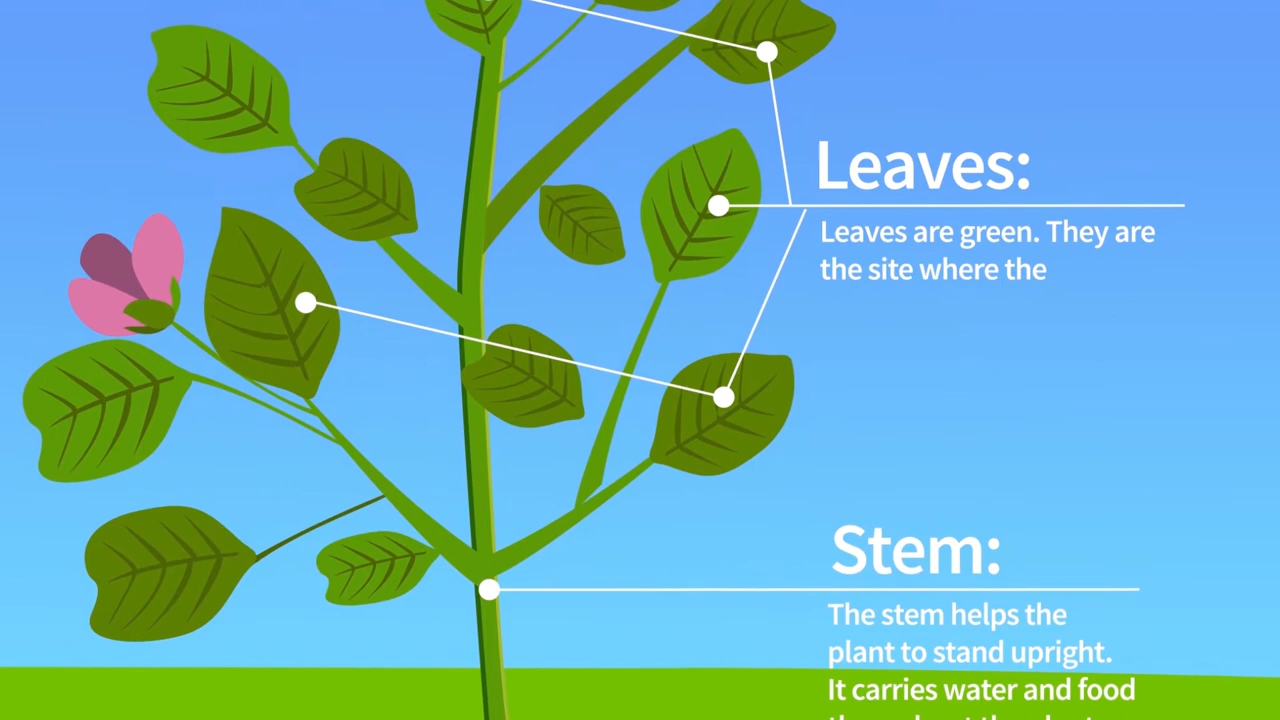 Leaves:
Leaves are green. They are
the site where the
Stem:
The stem helps the
plant to stand upright.
It carries water and food